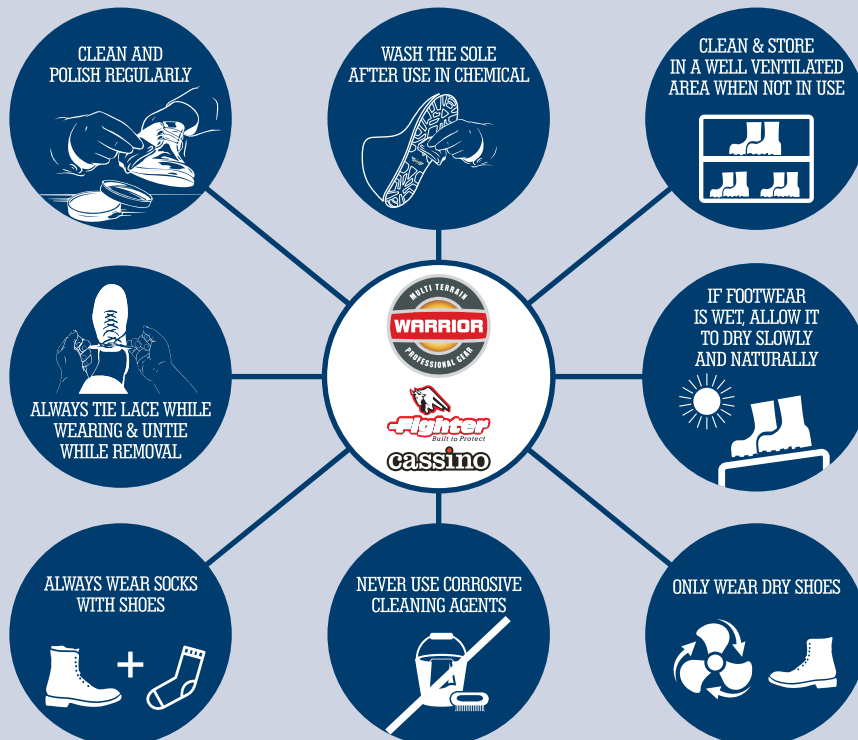 CLEAN AND
POLISH REGULARLY
WASH THE SOLE
AFTER USE IN CHEMICAL
CLEAN & STORE
IN A WELL VENTILATED
AREA WHEN NOT IN USE
ALWAYS TIE LACE WHILE
WEARING & UNTIE
WHILE REMOVAL
MULTI TERRAIN
WARRIOR
PROFESSIONAL GEAR
Fighter
Built to Protect
cassino
IF FOOTWEAR
IS WET, ALLOW IT
TO DRY SLOWLY
AND NATURALLY
ALWAYS WEAR SOCKS
WITH SHOES
+
NEVER USE CORROSIVE
CLEANING AGENTS
ONLY WEAR DRY SHOES